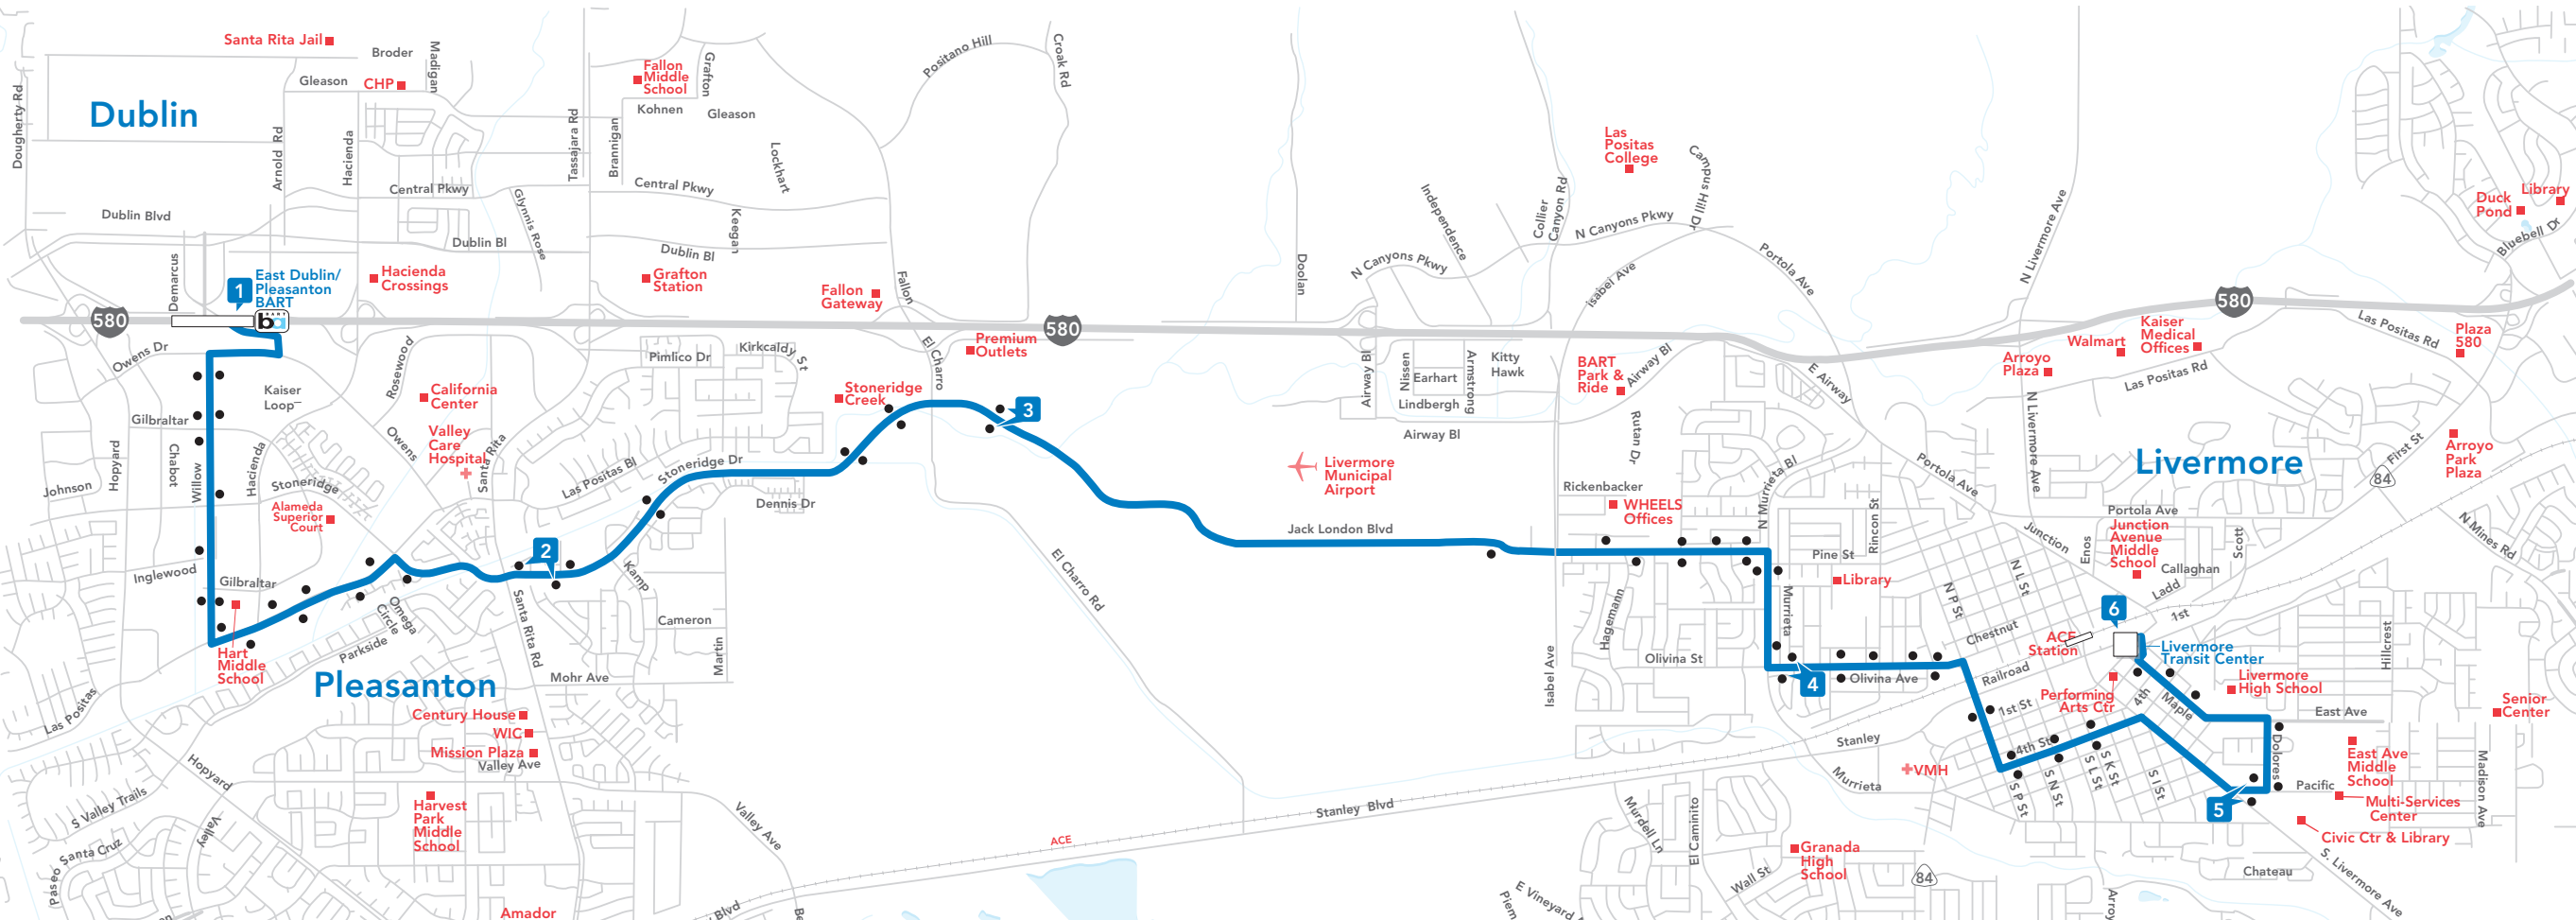 Santa Rita Jail
Broder
Madigan
Gleason
CHP
Dougherty Rd
Dublin
Arnold Rd
Hacienda
Central Pkwy
Dublin Blvd
Dublin Bl
Glynnis Rose
Tassajara Rd
Brannigan
Fallon
Middle
School
Grafton
Kohnen
Gleason
Lockhart
Central Pkwy
Keegan
Dublin Bl
Positano Hill
Croak Rd
Demarcus
1
East Dublin/
Pleasanton
BART
BART
ba
580
Hacienda
Crossings
Grafton
Station
Fallon
Gateway
Fallon
El Charro
Premium
Outlets
580
Doolan
Independence
Collier
Canyon Rd
N Canyons Pkwy
N Canyons Pkwy
Las
Positas
College
Campus Hill Dr
Isabel Ave
Portola Ave
N Livermore Ave
580
Duck
Pond
Library
Bluebell Dr
Las Positas Rd
Plaza
580
Kaiser
Medical
Offices
Walmart
Arroyo
Plaza
Las Positas Rd
E Airway
Owens Dr
Kaiser
Loop
Rosewood
California
Center
Valley
Care
Hospital
Owens
Santa Rita
Gilbraltar
Hopyard
Chabot
Willow
Hacienda
Johnson
Stoneridge
Alameda
Superior
Court
Inglewood
Gilbraltar
Hart
Middle
School
Las Positas
Pimlico Dr
Kirkcaldy St
Stoneridge
Creek
Las Positas Bl
Stoneridge Dr
Dennis Dr
3
2
Kamp
Cameron
Martin
Omega
Circle
Parkside
Santa Rita Rd
Mohr Ave
Pleasanton
El Charro Rd
Century House
WIC
Mission Plaza
Valley Ave
Harvest
Park
Middle
School
Hopyard
S Valley Trails
Santa Cruz
Valley
Paseo
Valley Ave
Amador
ACE
Stanley Blvd
Airway Bl
Nissen
Earhart
Armstrong
Kitty
Hawk
Lindbergh
Airway Bl
BART
Park &
Ride
Airway Bl
Rutan Dr
Livermore
Municipal
Airport
Jack London Blvd
Rickenbacker
WHEELS
Offices
N Murrieta Bl
Rincon St
Pine St
Library
Murrieta
Hagemann
Olivina St
Isabel Ave
4
Olivina Ave
Stanley
Murrieta
VMH
Murdell Ln
El Caminito
Wall St
Granada
High
School
84
E Vineyard
Portola Ave
N Livermore Ave
Livermore
First St
84
Arroyo
Park
Plaza
N Mines Rd
Portola Ave
Junction
Avenue
Middle
School
Junction
Enos
Scott
Callaghan
Ladd
1st
6
N P St
N L St
Chestnut
ACE
Station
Railroad
Livermore
Transit Center
Livermore
High School
Performing
Arts Ctr
4th
Maple
1st St
4th St
S P St
S N St
S L St
S K St
S I St
5
Dolores
Pacific
Hillcrest
East Ave
Senior
Center
East Ave
Middle
School
Multi-Services
Center
Civic Ctr & Library
Madison Ave
Chateau
S. Livermore Ave